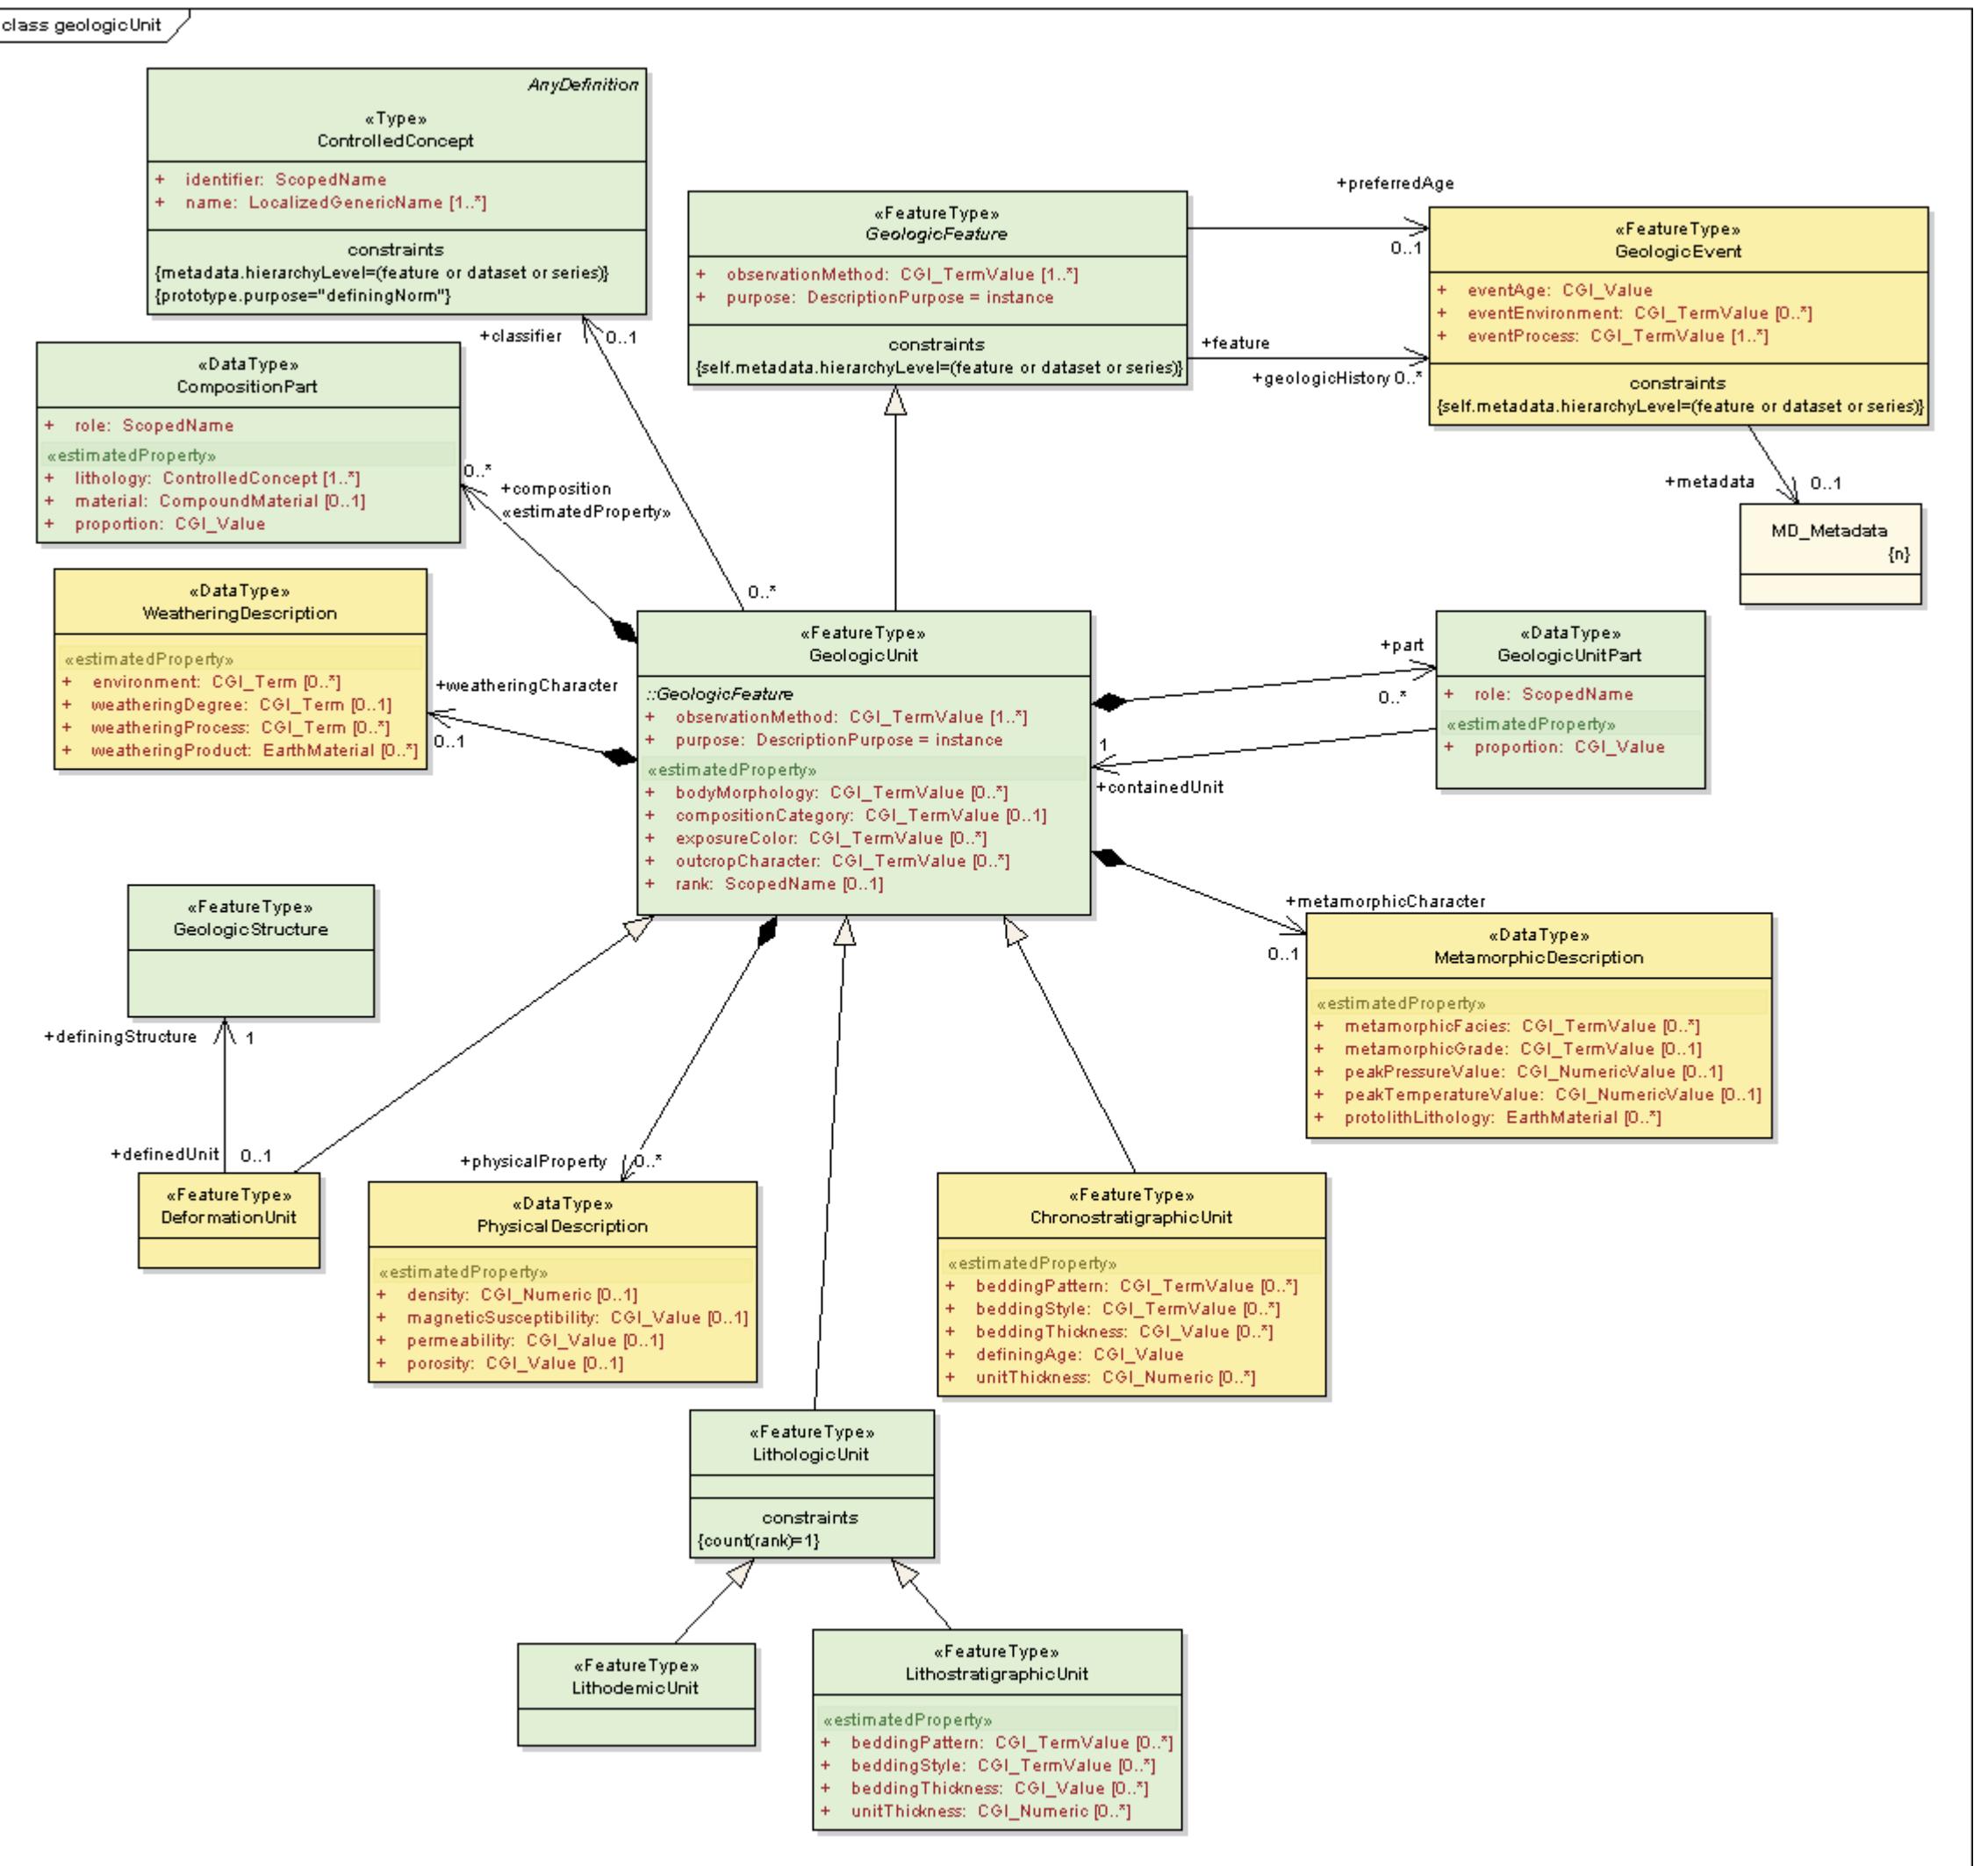 class geologicUnit
AnyDefinition
«Type»
ControlledConcept
+ identifier: ScopedName
+ name: LocalizedGenericName [1..*]
constraints
{metadata.hierarchyLevel=(feature or dataset or series)}
{prototype.purpose="definingNorm"}
«FeatureType»
GeologicFeature
+ observationMethod: CGI_TermValue [1..*]
+ purpose: DescriptionPurpose = instance
constraints
{self.metadata.hierarchyLevel=(feature or dataset or series)}
+preferredAge
0..1
+feature
+geologicHistory 0..*
«FeatureType»
GeologicEvent
+ eventAge: CGI_Value
+ eventEnvironment: CGI_TermValue [0..*]
+ eventProcess: CGI_TermValue [1..*]
constraints
{self.metadata.hierarchyLevel=(feature or dataset or series)}
+metadata
0..1
MD_Metadata
{n}
+classifier
0..1
0..*
«DataType»
CompositionPart
+ role: ScopedName
«estimatedProperty»
+ lithology: ControlledConcept [1..*]
+ material: CompoundMaterial [0..1]
+ proportion: CGI_Value
0..*
+composition
«estimatedProperty»
«DataType»
WeatheringDescription
«estimatedProperty»
+ environment: CGI_Term [0..*]
+ weatheringDegree: CGI_Term [0..1]
+ weatheringProcess: CGI_Term [0..*]
+ weatheringProduct: EarthMaterial [0..*]
+weatheringCharacter
0..1
«FeatureType»
GeologicUnit
::GeologicFeature
+ observationMethod: CGI_TermValue [1..*]
+ purpose: DescriptionPurpose = instance
«estimatedProperty»
+ bodyMorphology: CGI_TermValue [0..*]
+ compositionCategory: CGI_TermValue [0..1]
+ exposureColor: CGI_TermValue [0..*]
+ outcropCharacter: CGI_TermValue [0..*]
+ rank: ScopedName [0..1]
+part
0..*
1
+containedUnit
«DataType»
GeologicUnitPart
+ role: ScopedName
«estimatedProperty»
+ proportion: CGI_Value
+metamorphicCharacter
0..1
«DataType»
MetamorphicDescription
«estimatedProperty»
+ metamorphicFacies: CGI_TermValue [0..*]
+ metamorphicGrade: CGI_TermValue [0..1]
+ peakPressureValue: CGI_NumericValue [0..1]
+ peakTemperatureValue: CGI_NumericValue [0..1]
+ protolithLithology: EarthMaterial [0..*]
«FeatureType»
GeologicStructure
+definingStructure
1
+definedUnit
0..1
«FeatureType»
DeformationUnit
+physicalProperty
0..*
«DataType»
PhysicalDescription
«estimatedProperty»
+ density: CGI_Numeric [0..1]
+ magneticSusceptibility: CGI_Value [0..1]
+ permeability: CGI_Value [0..1]
+ porosity: CGI_Value [0..1]
«FeatureType»
ChronostratigraphicUnit
«estimatedProperty»
+ beddingPattern: CGI_TermValue [0..*]
+ beddingStyle: CGI_TermValue [0..*]
+ beddingThickness: CGI_Value [0..*]
+ definingAge: CGI_Value
+ unitThickness: CGI_Numeric [0..*]
«FeatureType»
LithologicUnit
constraints
{count(rank)=1}
«FeatureType»
LithodemicUnit
«FeatureType»
LithostratigraphicUnit
«estimatedProperty»
+ beddingPattern: CGI_TermValue [0..*]
+ beddingStyle: CGI_TermValue [0..*]
+ beddingThickness: CGI_Value [0..*]
+ unitThickness: CGI_Numeric [0..*]